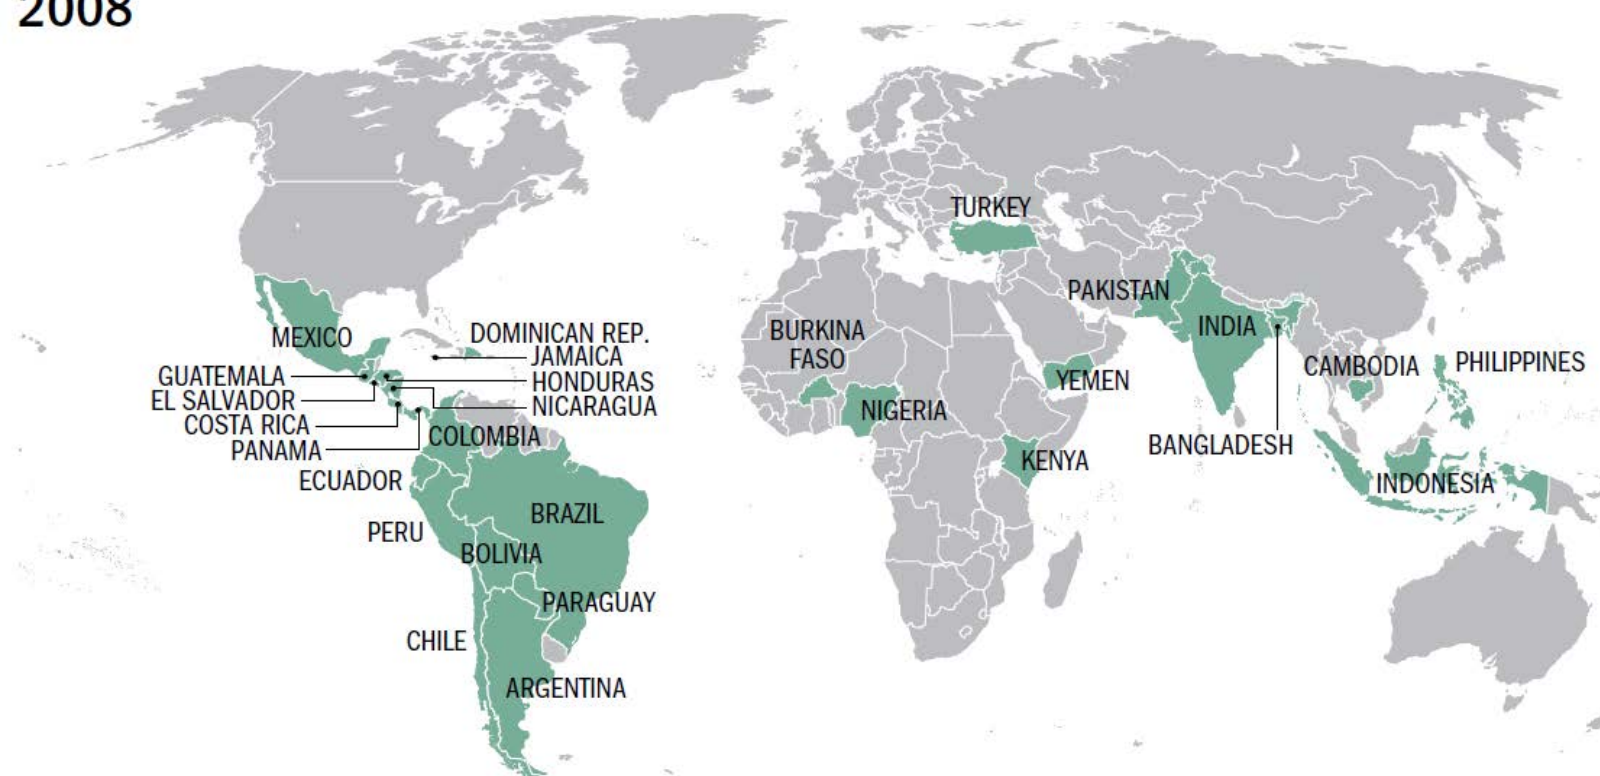 2008
TURKEY
PAKISTAN
INDIA
BURKINA
FASO
MEXICO
DOMINICAN REP.
JAMAICA
GUATEMALA
HONDURAS
EL SALVADOR
NICARAGUA
COSTA RICA
PANAMA
COLOMBIA
ECUADOR
CAMBODIA
PHILIPPINES
YEMEN
NIGERIA
BANGLADESH
KENYA
INDONESIA
BRAZIL
PERU
BOLIVIA
PARAGUAY
CHILE
ARGENTINA